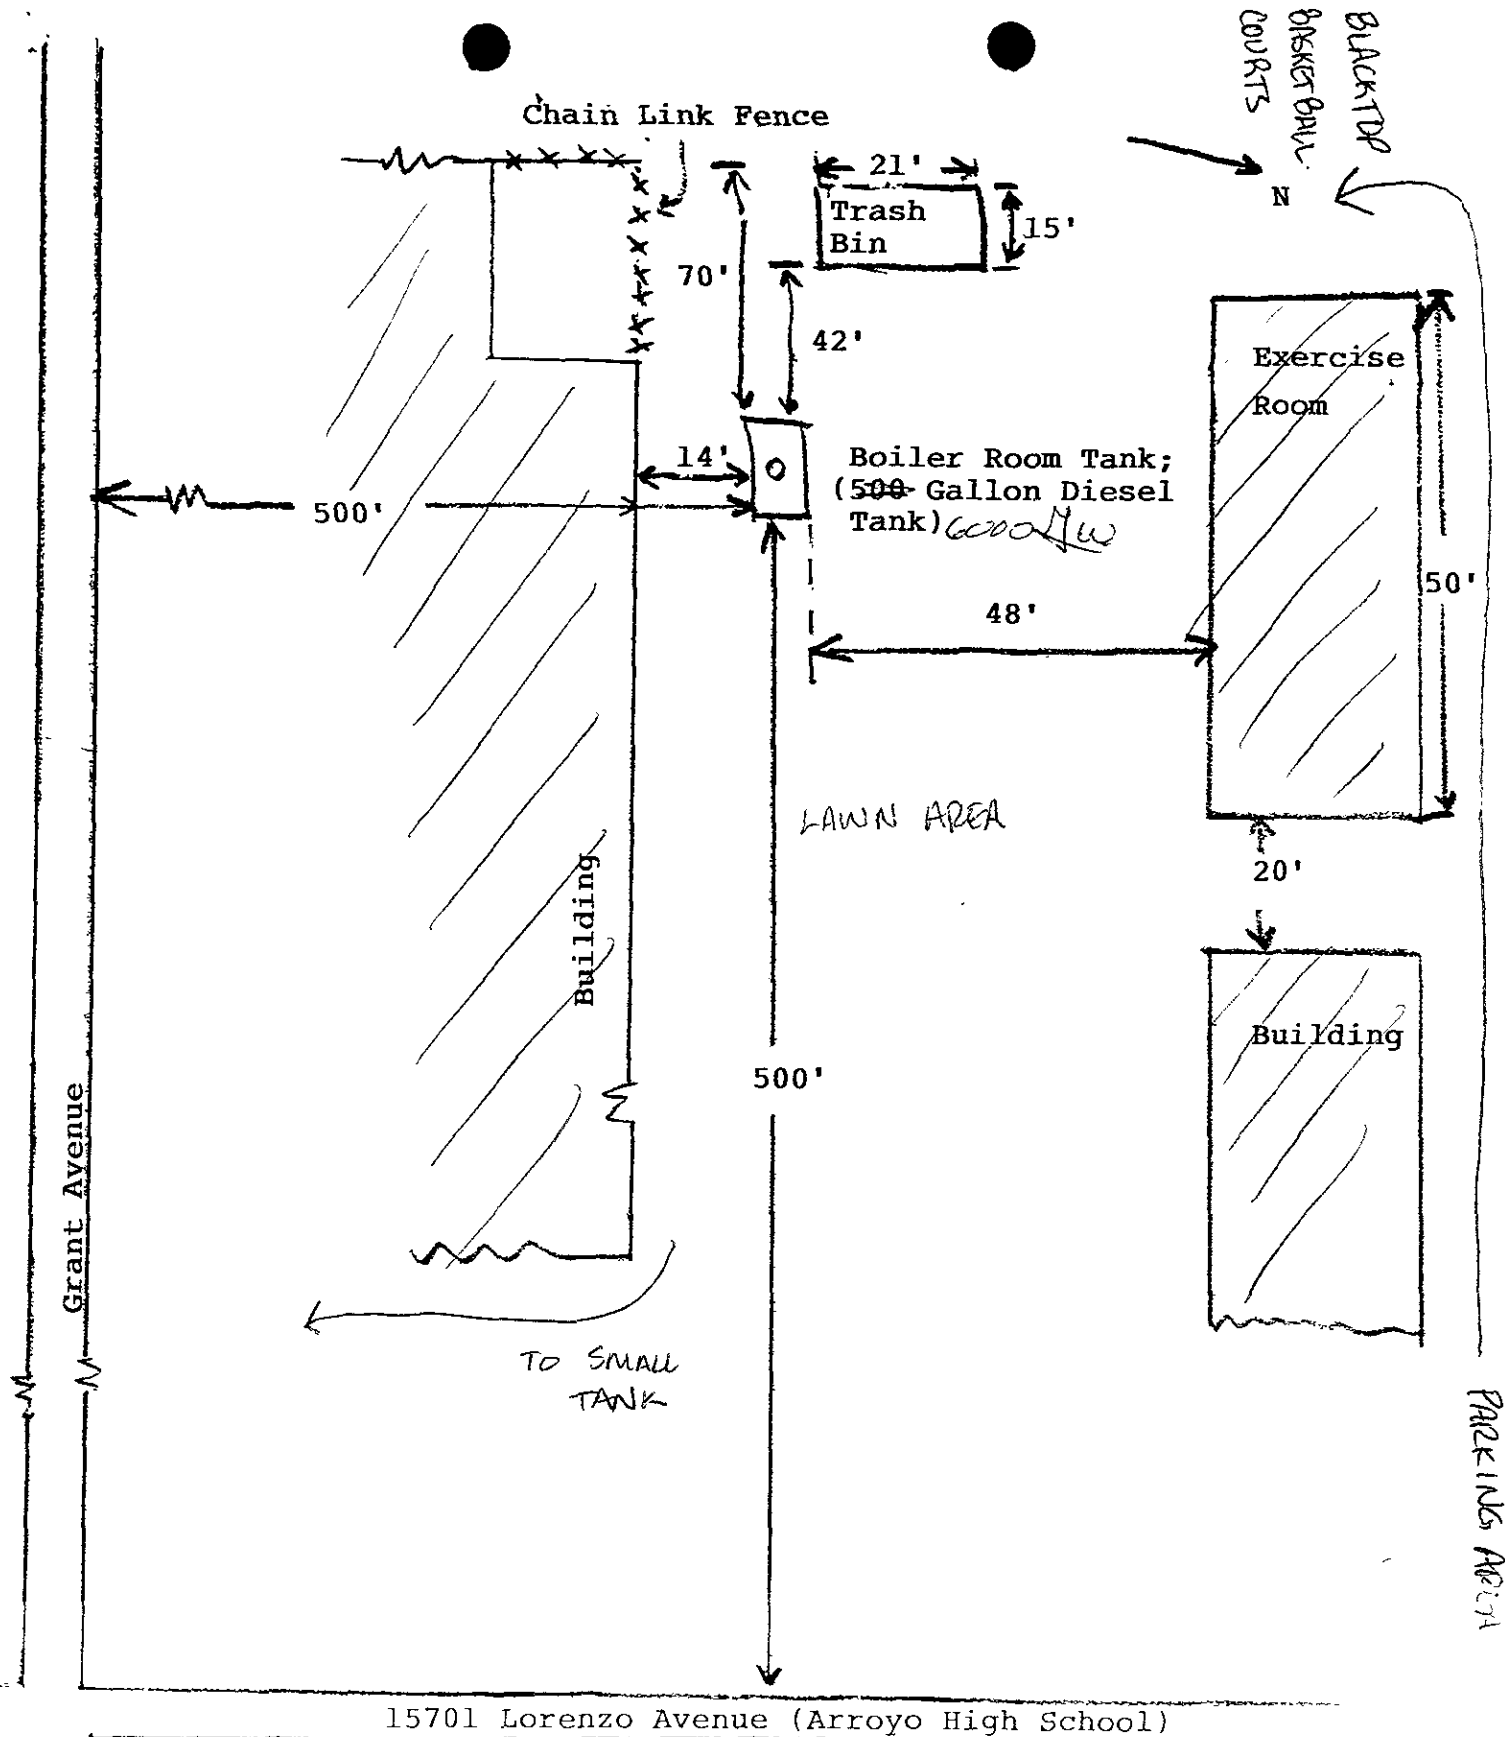 BLACKTOP
BASKETBALL
COURTS
Chain Link Fence
21'
N
Trash
Bin
15'
70'
42'
Exercise
Room
14'
Boiler Room Tank;
(500 Gallon Diesel
Tank) 6000
500'
50'
48'
LAWN AREA
20'
Building
Building
500'
Grant Avenue
TO SMALL
TANK
PARKING AREA
15701 Lorenzo Avenue (Arroyo High School)